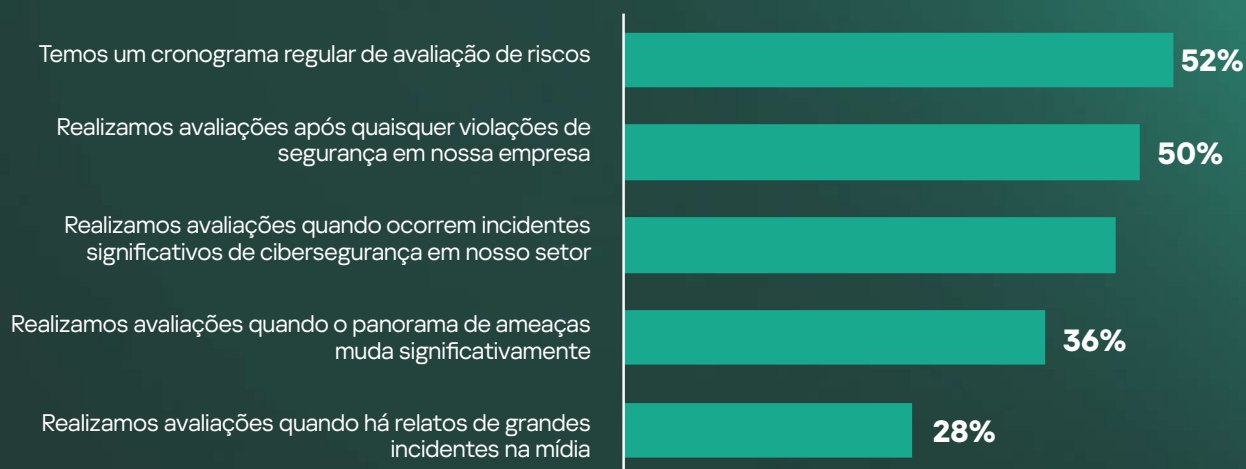 Temos um cronograma regular de avaliação de riscos
52%
Realizamos avaliações após quaisquer violações de
segurança em nossa empresa
50%
Realizamos avaliações quando ocorrem incidentes
significativos de cibersegurança em nosso setor
Realizamos avaliações quando o panorama de ameaças
muda significativamente
36%
Realizamos avaliações quando há relatos de grandes
incidentes na mídia
28%